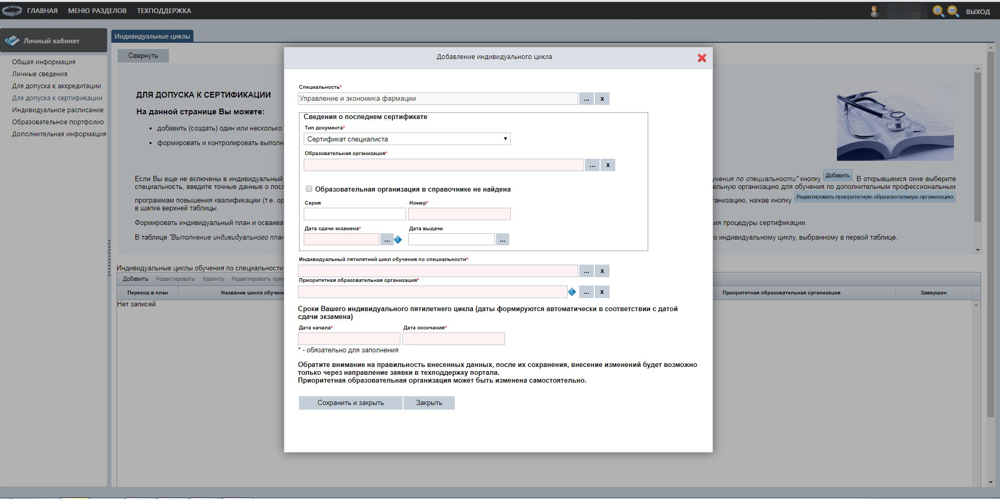 ГЛАВНАЯ МЕНЮ РАЗДЕЛОВ ТЕХПОДДЕРЖКА ВЫХОД
Личный кабинет
Общая информация
Личные сведения
Для допуска к аккредитации
Для допуска к сертификации
Индивидуальное расписание
Образовательное портфолио
Дополнительная информация
Индивидуальные циклы
Свернуть
ДЛЯ ДОПУСКА К СЕРТИФИКАЦИИ
На данной странице Вы можете:
• добавить (создать) один или несколько
• формировать и контролировать выполн
Если Вы еще не включены в индивидуальный учения по специальности" кнопку Добавить . В открывшемся окне выберите
специальность, введите точные данные о посл ельную организацию для обучения по дополнительным профессиональным
программам повышения квалификации (т.е. ор ганизацию, нажав кнопку Редактировать приоритетную образовательную организацию
в шапке верхней таблицы.
Формировать индивидуальный план и осваиват ия процедуры сертификации.
В таблице "Выполнение индивидуального план о индивидуальному циклу, выбранному в первой таблице.
Индивидуальные циклы обучения по специальности
Добавить Редактировать Удалить Редактировать прио
Переход в план Название цикла обучени Приоритетная образовательная организация Завершен
Нет записей
Добавление индивидуального цикла
Специальность*
Управление и экономика фармации ... x
Сведения о последнем сертификате
Тип документа*
Сертификат специалиста
Образовательная организация*
... x
Образовательная организация в справочнике не найдена
Серия Номер*
Дата сдачи экзамена* Дата выдачи
... i ...
Индивидуальный пятилетний цикл обучения по специальности*
... x
Приоритетная образовательная организация*
i ... x
Сроки Вашего индивидуального пятилетнего цикла (даты формируются автоматически в соответствии с датой
сдачи экзамена)
Дата начала* Дата окончания*
* - обязательно для заполнения
Обратите внимание на правильность внесенных данных, после их сохранения, внесение изменений будет возможно
только через направление заявки в техподдержку портала.
Приоритетная образовательная организация может быть изменена самостоятельно.
Сохранить и закрыть Закрыть